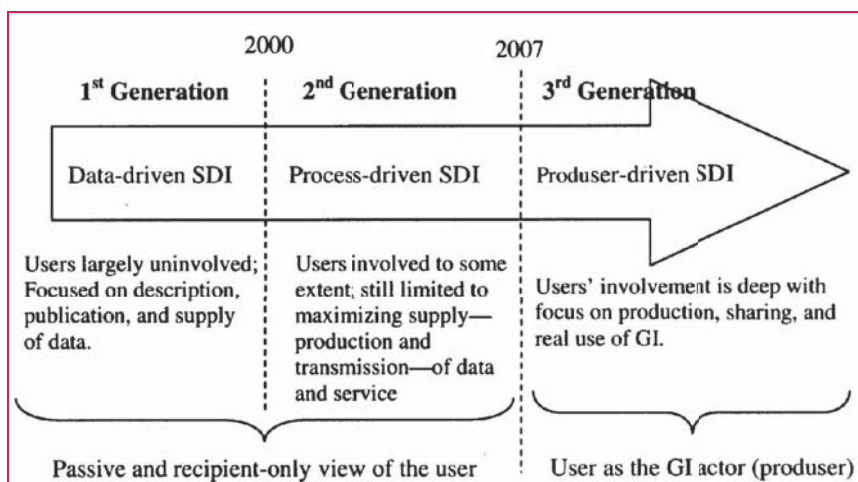 2000
2007
1st Generation
2nd Generation
3rd Generation
Data-driven SDI
Process-driven SDI
Produser-driven SDI
Users largely uninvolved;
Focused on description,
publication, and supply
of data.
Users involved to some
extent; still limited to
maximizing supply—
production and
transmission—of data
and service
Users' involvement is deep with
focus on production, sharing, and
real use of GI.
Passive and recipient-only view of the user
User as the GI actor (produser)